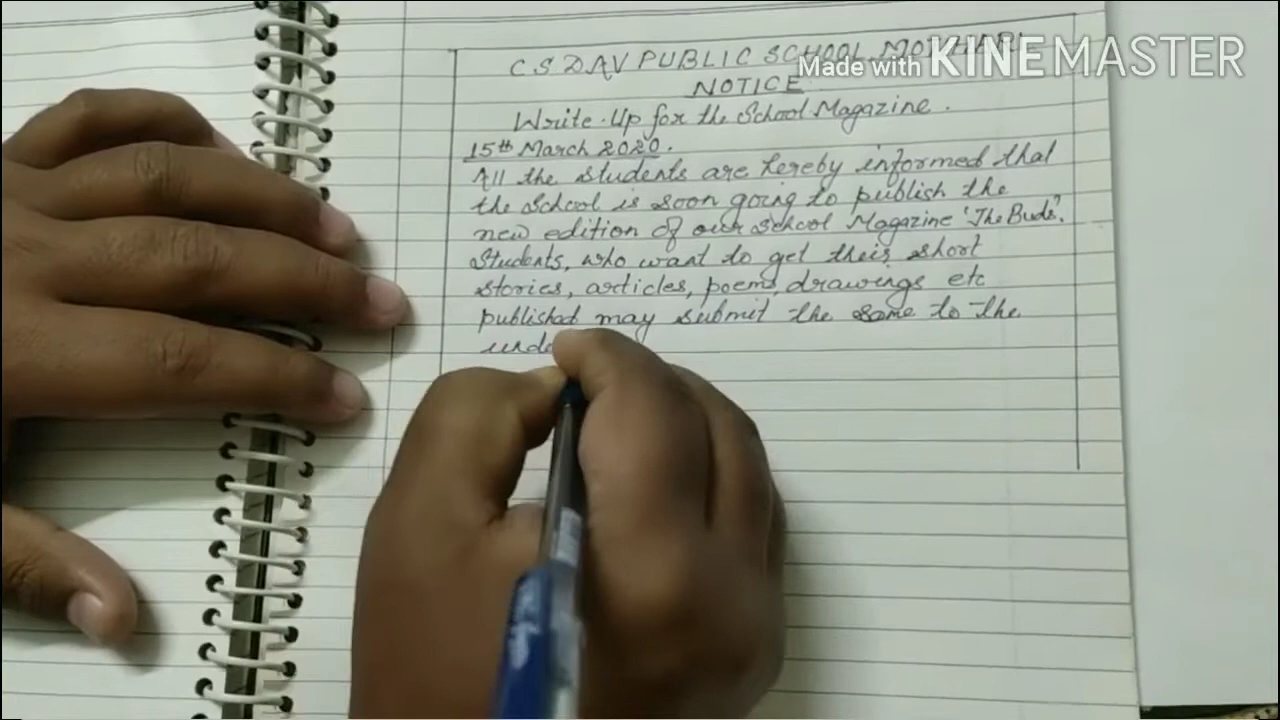 Made with KINEMASTER
C S DAV PUBLIC SCHOOL
NOTICE
Write-Up for the School Magazine.
15th March 2020.
All the students are hereby informed that
the School is soon going to publish the
new edition of our School Magazine 'The Buds'.
Students, who want to get their short
stories, articles, poems, drawings etc
published may submit the same to the